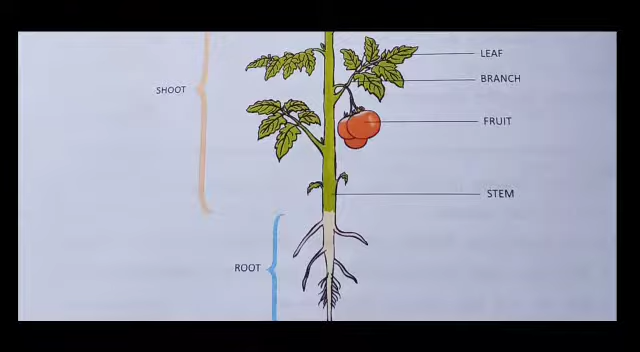 LEAF
BRANCH
SHOOT
FRUIT
STEM
ROOT